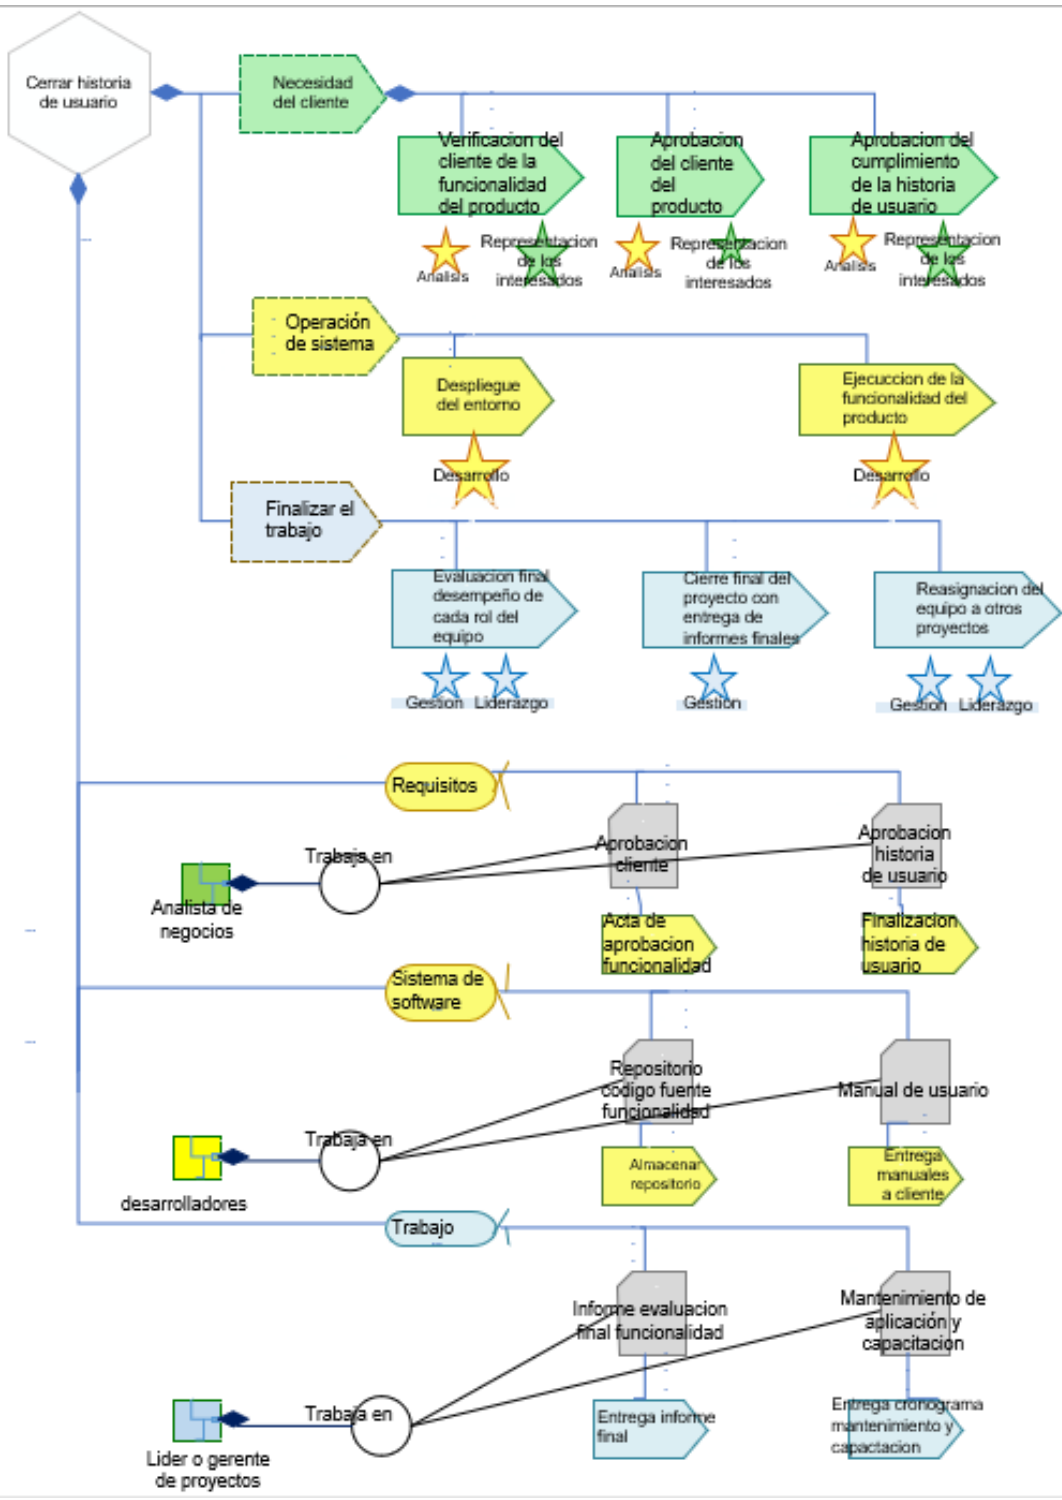 Cerrar historia
de usuario
Necesidad
del cliente
Verificacion del
cliente de la
funcionalidad
del producto
Aprobacion
del cliente
del
producto
Aprobacion del
cumplimiento
de la historia
de usuario
Analisis
Representacion
de los
interesados
Analisis
Representacion
de los
interesados
Analisis
Representacion
de los
interesados
Operación
de sistema
Despliegue
del entorno
Ejecuccion de la
funcionalidad del
producto
Desarrollo
Desarrollo
Finalizar el
trabajo
Evaluacion final
desempeño de
cada rol del
equipo
Cierre final del
proyecto con
entrega de
informes finales
Reasignacion del
equipo a otros
proyectos
Gestion
Liderazgo
Gestion
Gestion
Liderazgo
Requisitos
Aprobacion
cliente
Aprobacion
historia
de usuario
Trabaja en
Analista de
negocios
Acta de
aprobacion
funcionalidad
Finalizacion
historia de
usuario
Sistema de
software
Repositorio
codigo fuente
funcionalidad
Manual de usuario
Trabaja en
desarrolladores
Almacenar
repositorio
Entrega
manuales
a cliente
Trabajo
Informe evaluacion
final funcionalidad
Mantenimiento de
aplicación y
capacitacion
Trabaja en
Lider o gerente
de proyectos
Entrega informe
final
Entrega cronograma
mantenimiento y
capactacion